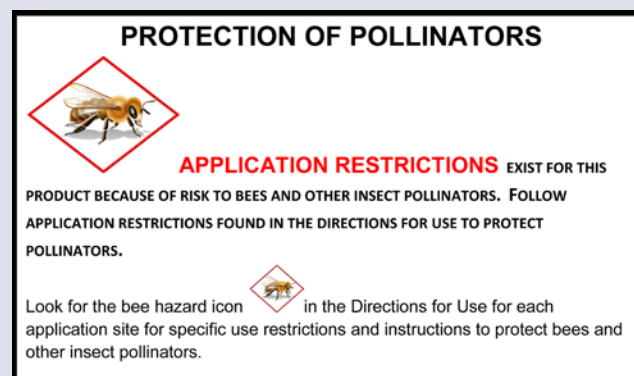 PROTECTION OF POLLINATORS
APPLICATION RESTRICTIONS EXIST FOR THIS
PRODUCT BECAUSE OF RISK TO BEES AND OTHER INSECT POLLINATORS. FOLLOW
APPLICATION RESTRICTIONS FOUND IN THE DIRECTIONS FOR USE TO PROTECT
POLLINATORS.
Look for the bee hazard icon in the Directions for Use for each
application site for specific use restrictions and instructions to protect bees and
other insect pollinators.